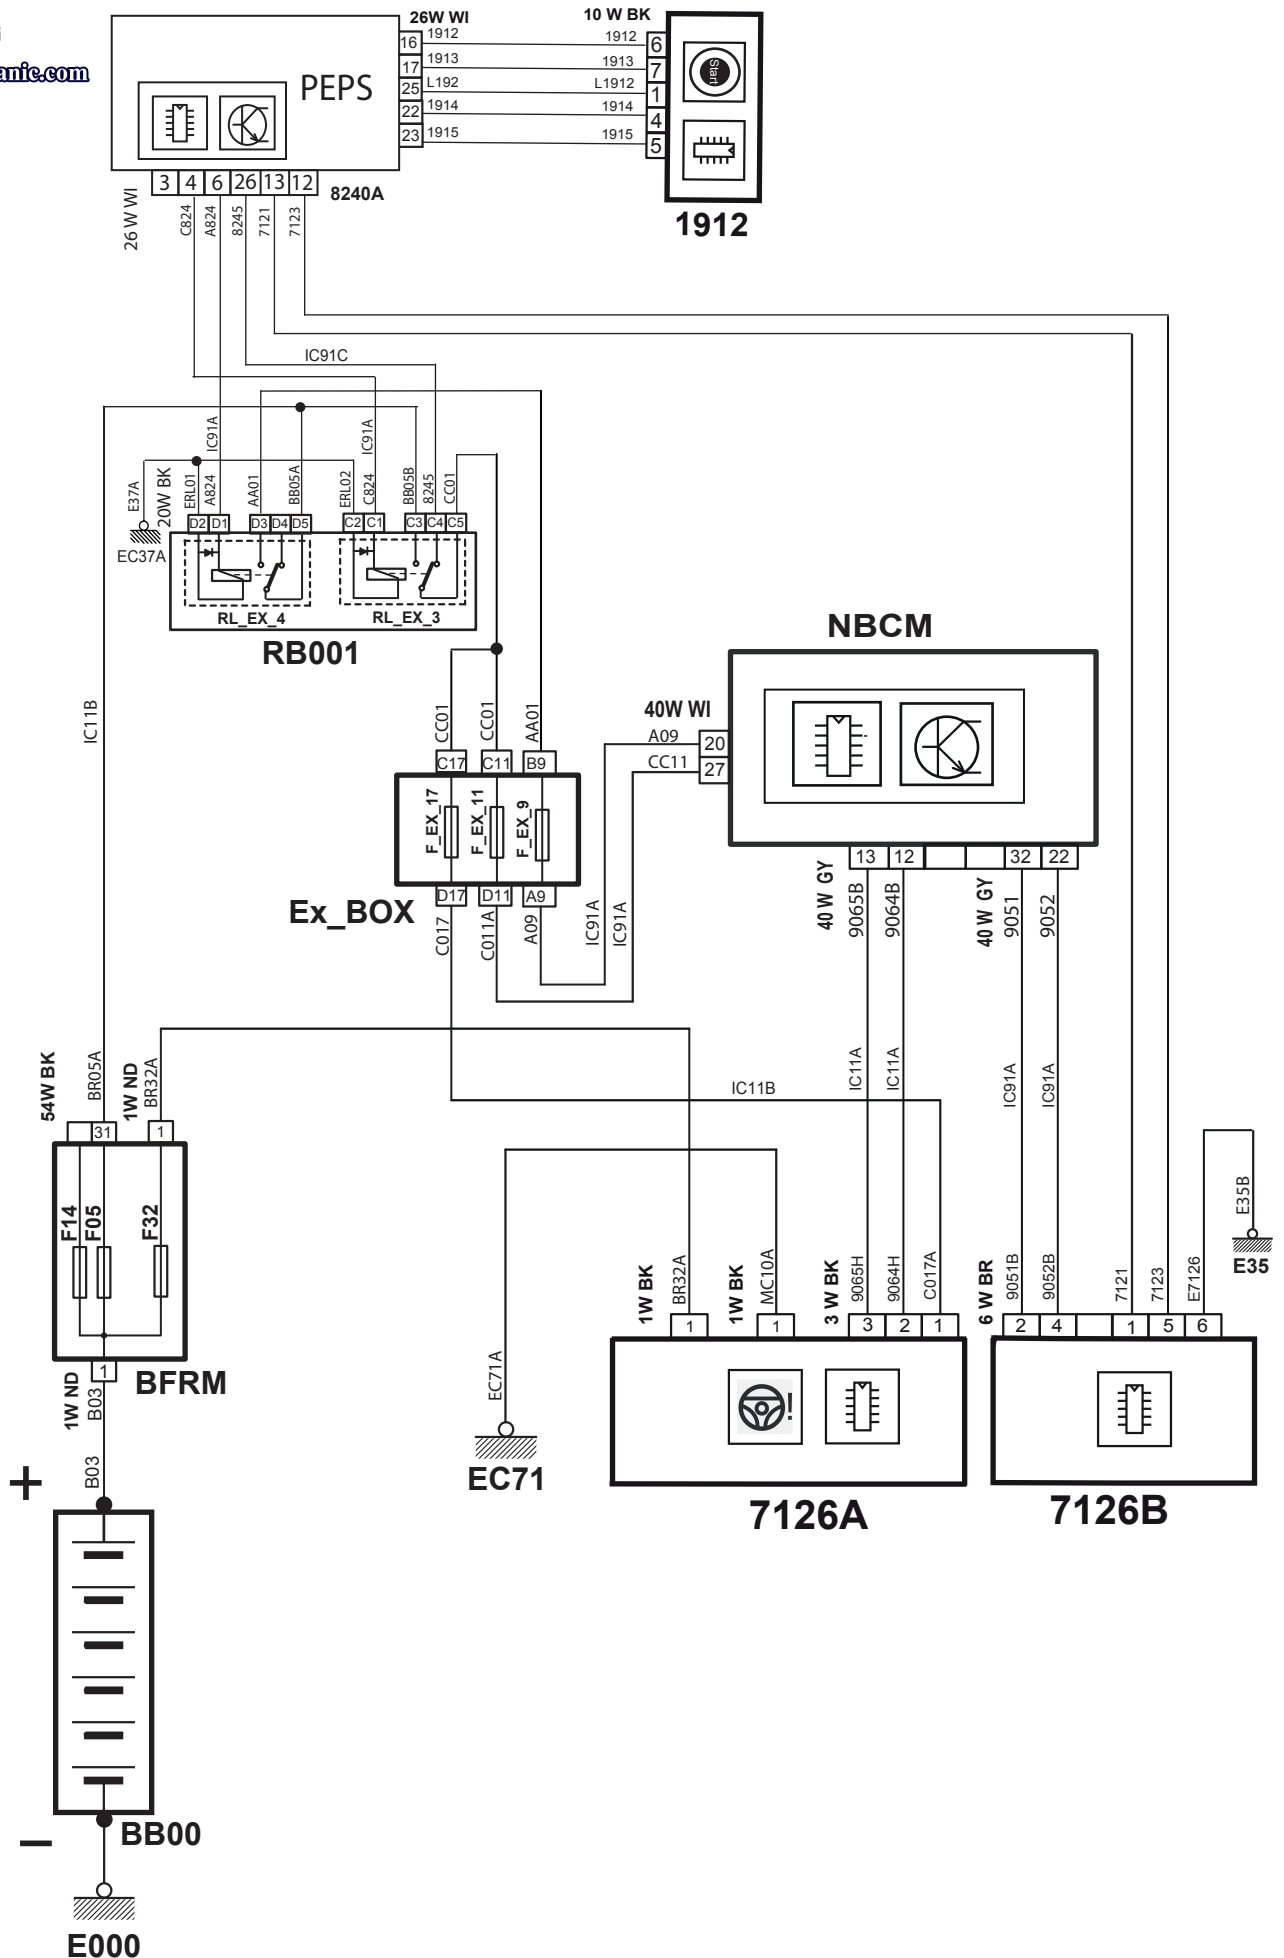 26W WI
10 W BK
16 1912 1912 6
17 1913 1913 7
25 L192 L1912 1
22 1914 1914 4
23 1915 1915 5
PEPS
Start
1912
3 4 6 26 13 12
8240A
26 W WI
C824
A824
8245
7121
7123
IC91C
IC91A
IC91A
E37A
EC37A
20W BK
ERL01
A824
AA01
BB05A
ERL02
C824
BB05B
8245
CC01
D2 D1 D3 D4 D5 C2 C1 C3 C4 C5
RL_EX_4
RL_EX_3
RB001
IC11B
CC01
CC01
AA01
C17 C11 B9
F_EX_17
F_EX_11
F_EX_9
D17 D11 A9
Ex_BOX
C017
C011A
A09
IC91A
IC91A
NBCM
40W WI
A09 20
CC11 27
13 12 32 22
40 W GY
9065B
9064B
40 W GY
9051
9052
IC11A
IC11A
IC91A
IC91A
IC11B
54W BK
BR05A
1W ND
BR32A
31 1
F14
F05
F32
1
BFRM
1W ND
B03
B03
+
BB00
–
E000
EC71A
EC71
1W BK
BR32A
1W BK
MC10A
3 W BK
9065H
9064H
C017A
1 1 3 2 1
!
7126A
6 W BR
9051B
9052B
7121
7123
E7126
2 4 1 5 6
7126B
E35B
E35